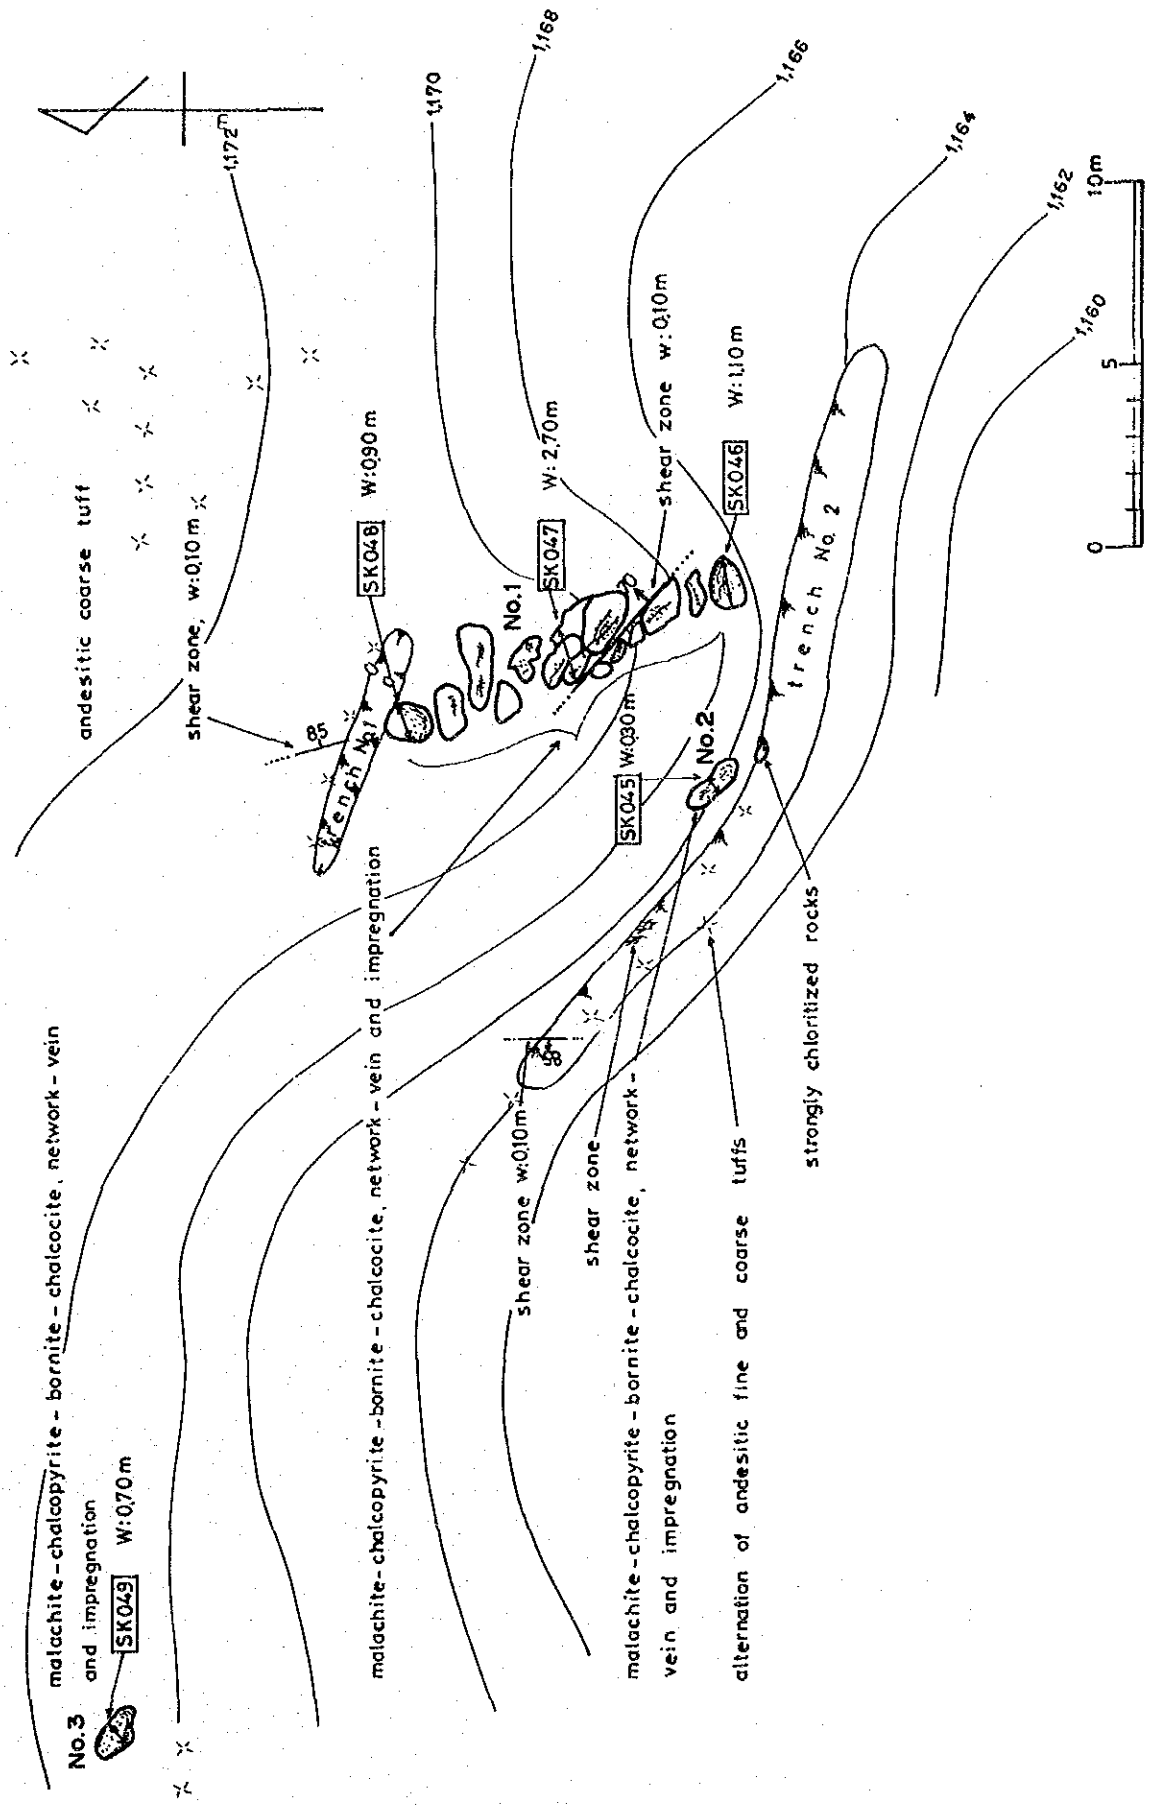 No.3
SK049 W:0.70m
malachite-chalcopyrite-bornite-chalcocite, network-vein
and impregnation
andesitic coarse tuff
shear zone, w:0.10m
1,172m
85
trench No.1
SK048 W:0.90m
1,170
malachite-chalcopyrite-bornite-chalcocite, network-vein and impregnation
No.1
SK047 W:2.70m
1,168
70
shear zone w:0.10m
1,166
shear zone w:0.10m
shear zone
SK045 W:0.30m
No.2
SK046 W:1.10m
malachite-chalcopyrite-bornite-chalcocite, network-
vein and impregnation
alternation of andesitic fine and coarse tuffs
strongly chloritized rocks
trench No. 2
1,164
1,162
1,160
0 5 10m